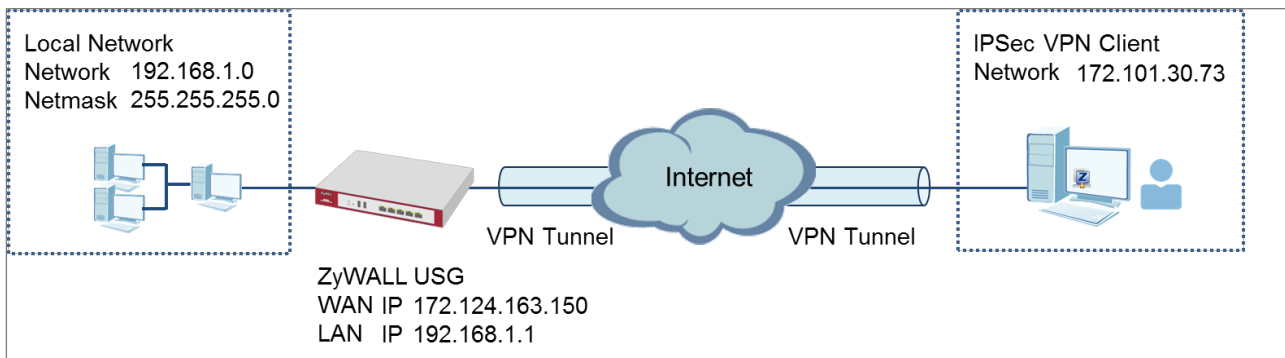 Local Network
Network 192.168.1.0
Netmask 255.255.255.0
IPSec VPN Client
Network 172.101.30.73
Internet
VPN Tunnel
VPN Tunnel
ZyWALL USG
WAN IP 172.124.163.150
LAN IP 192.168.1.1
ZyXEL
Z